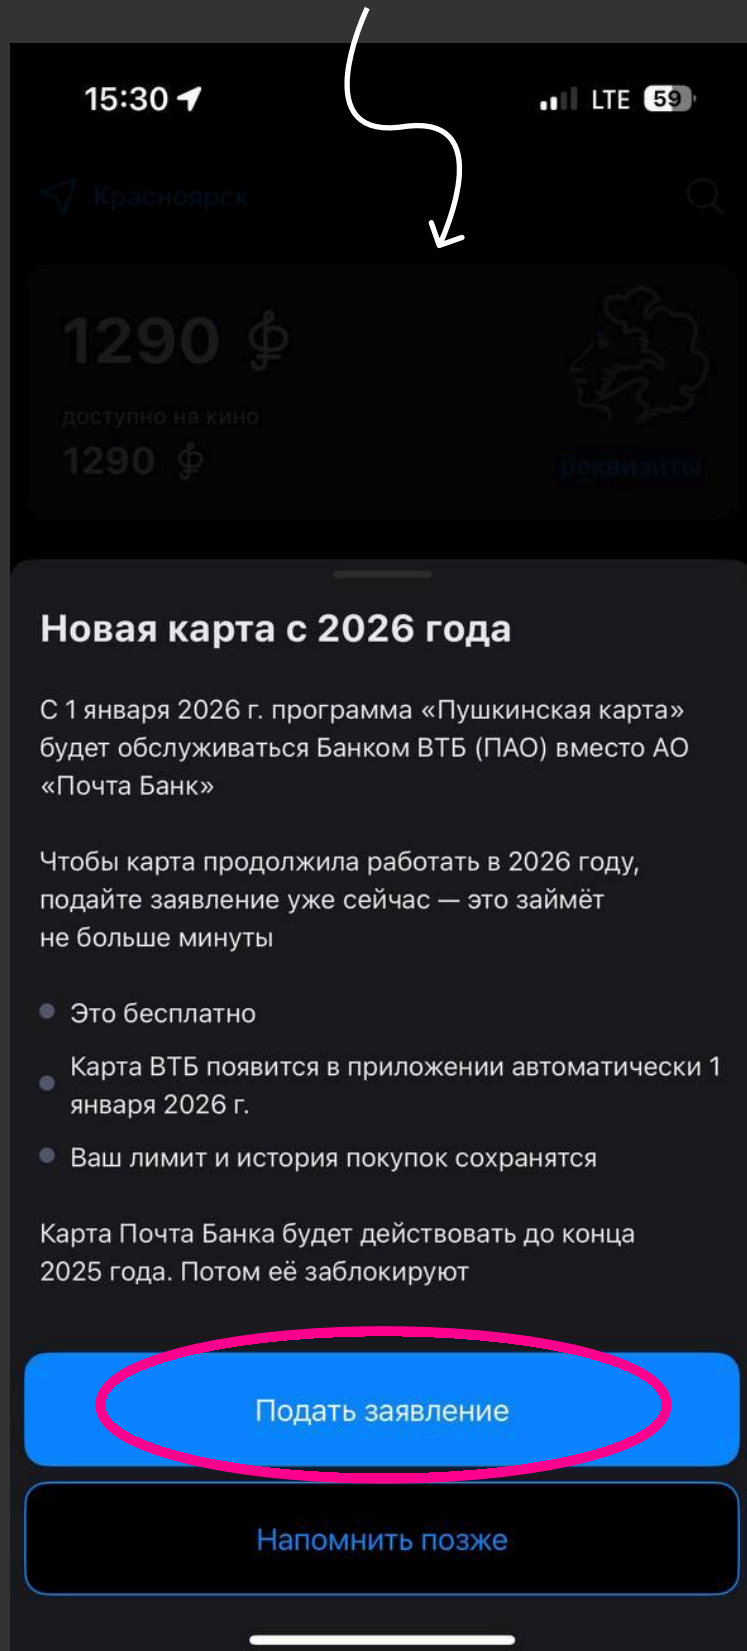 15:30 LTE 59
Красноярск
1290
доступно на кино
1290
реквизиты
Новая карта с 2026 года
С 1 января 2026 г. программа «Пушкинская карта»
будет обслуживаться Банком ВТБ (ПАО) вместо АО
«Почта Банк»
Чтобы карта продолжила работать в 2026 году,
подайте заявление уже сейчас — это займёт
не больше минуты
Это бесплатно
Карта ВТБ появится в приложении автоматически 1
января 2026 г.
Ваш лимит и история покупок сохранятся
Карта Почта Банка будет действовать до конца
2025 года. Потом её заблокируют
Подать заявление
Напомнить позже